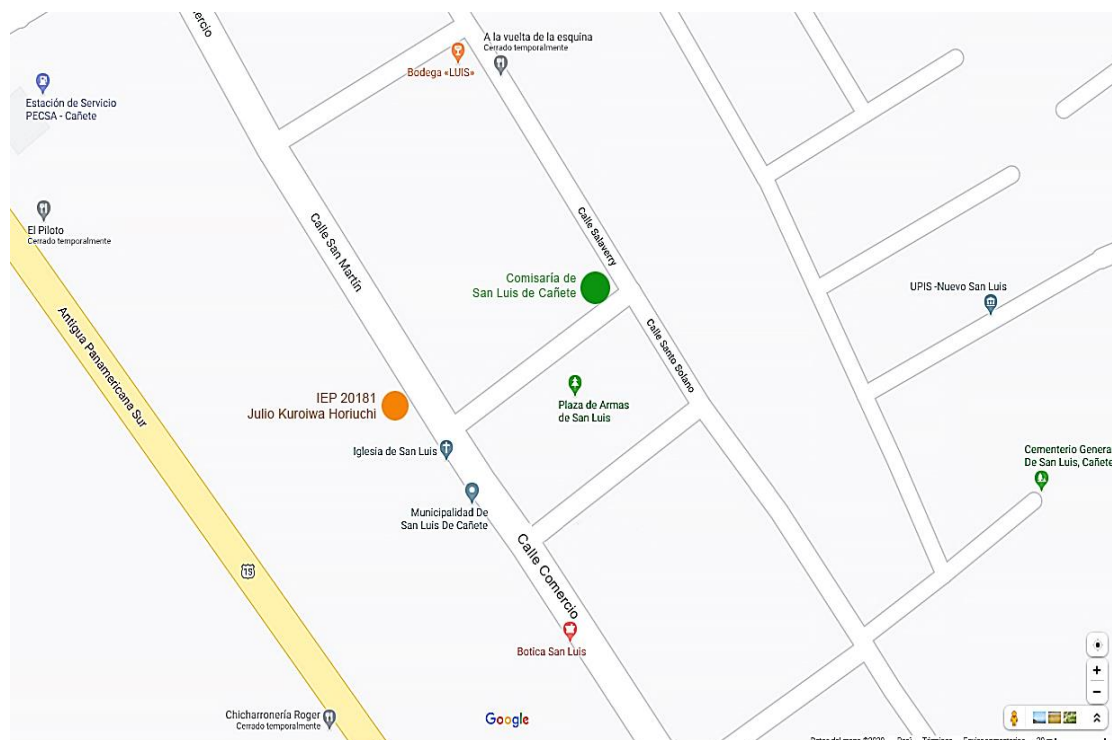 ercio
A la vuelta de la esquina
Cerrado temporalmente
Bodega «LUIS»
Estación de Servicio
PECSA - Cañete
El Piloto
Cerrado temporalmente
Calle San Martín
Calle Salaverry
Comisaría de
San Luis de Cañete
UPIS -Nuevo San Luis
Antigua Panamericana Sur
Calle Santo Solano
IEP 20181
Julio Kuroiwa Horiuchi
Plaza de Armas
de San Luis
Iglesia de San Luis
Cementerio Genera
De San Luis, Cañete
Municipalidad De
San Luis De Cañete
Calle Comercio
1S
Botica San Luis
Chicharronería Roger
Cerrado temporalmente
Google